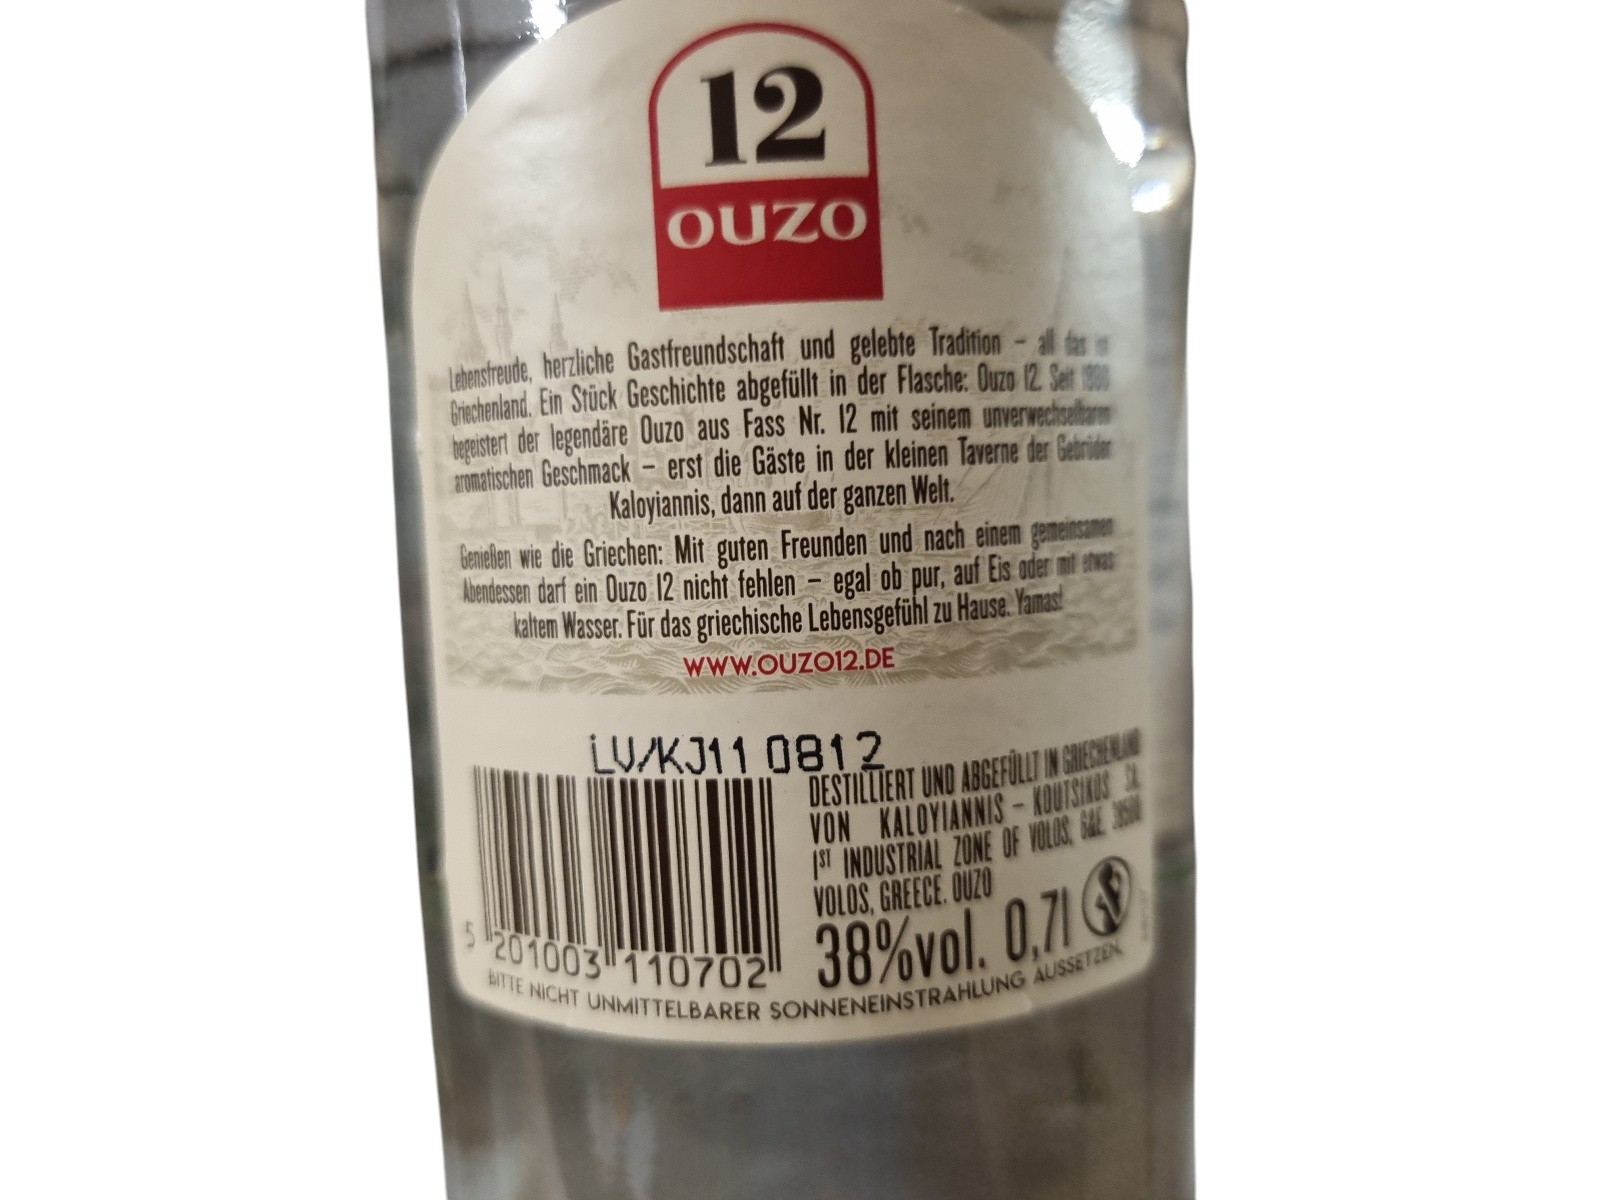 12
OUZO
Lebensfreude, herzliche Gastfreundschaft und gelebte Tradition – all das ist
Griechenland. Ein Stück Geschichte abgefüllt in der Flasche: Ouzo 12. Seit 1880
begeistert der legendäre Ouzo aus Fass Nr. 12 mit seinem unverwechselbaren
aromatischen Geschmack – erst die Gäste in der kleinen Taverne der Gebrüder
Kaloyiannis, dann auf der ganzen Welt.
Genießen wie die Griechen: Mit guten Freunden und nach einem gemeinsamen
Abendessen darf ein Ouzo 12 nicht fehlen – egal ob pur, auf Eis oder mit etwas
kaltem Wasser. Für das griechische Lebensgefühl zu Hause. Yamas!
WWW.OUZO12.DE
LV/KJ11 0812
DESTILLIERT UND ABGEFÜLLT IN GRIECHENLAND
VON KALOYIANNIS – KOUTSIKOS SA.
1ST INDUSTRIAL ZONE OF VOLOS, G&E, 38500
VOLOS, GREECE. OUZO
38%vol. 0,7l
5 201003 110702
BITTE NICHT UNMITTELBARER SONNENEINSTRAHLUNG AUSSETZEN.